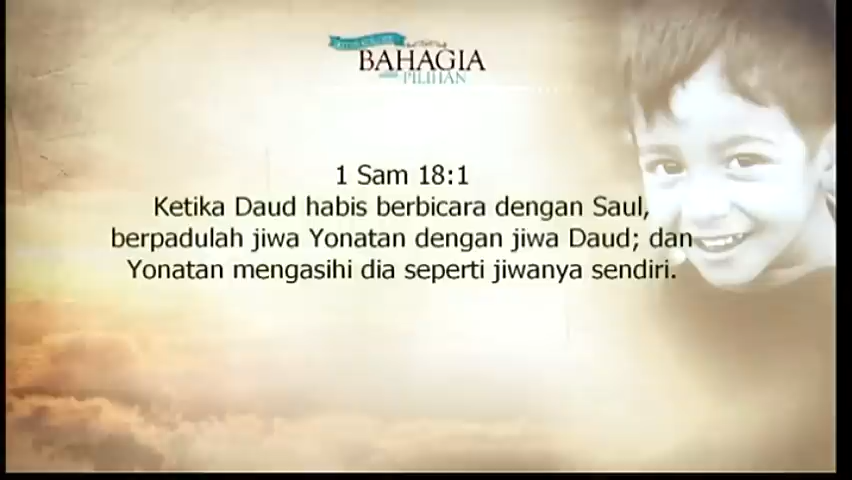 BAHAGIA
PILIHAN
1 Sam 18:1
Ketika Daud habis berbicara dengan Saul,
berpadulah jiwa Yonatan dengan jiwa Daud; dan
Yonatan mengasihi dia seperti jiwanya sendiri.